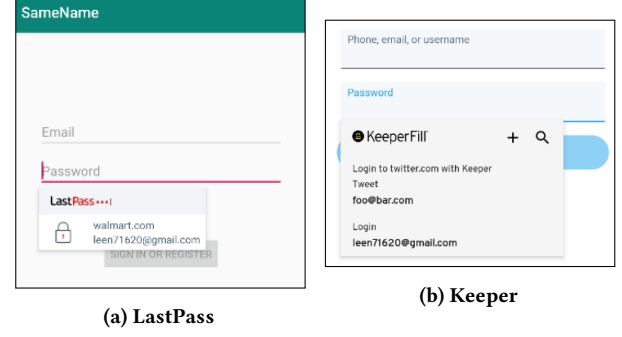 SameName
Email
Password
LastPass
walmart.com
leen71620@gmail.com
SIGN IN OR REGISTER
(a) LastPass
Phone, email, or username
Password
KeeperFill
Login to twitter.com with Keeper
Tweet
foo@bar.com
Login
leen71620@gmail.com
(b) Keeper